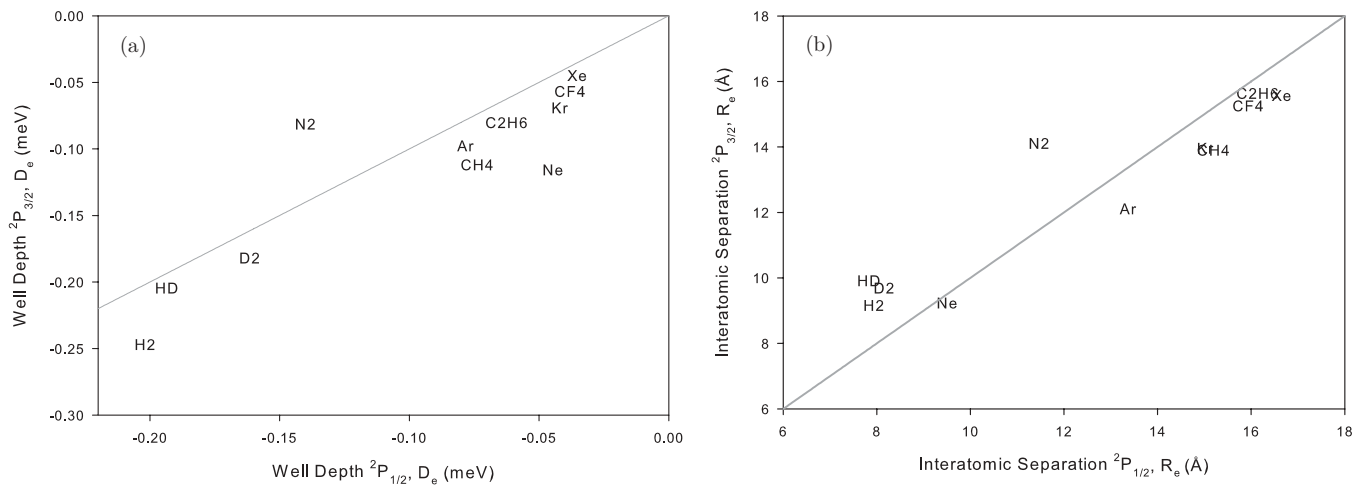 (a)
Well Depth ²P₃/₂, Dₑ (meV)
0.00
-0.05
-0.10
-0.15
-0.20
-0.25
-0.30
Xe
CF4
Kr
N2
C2H6
Ar
CH4
Ne
D2
HD
H2
-0.20 -0.15 -0.10 -0.05 0.00
Well Depth ²P₁/₂, Dₑ (meV)
(b)
Interatomic Separation ²P₃/₂, Rₑ (Å)
18
16
14
12
10
8
6
C2H6
Xe
CF4
N2
Kr
CH4
Ar
HD
D2
H2
Ne
6 8 10 12 14 16 18
Interatomic Separation ²P₁/₂, Rₑ (Å)